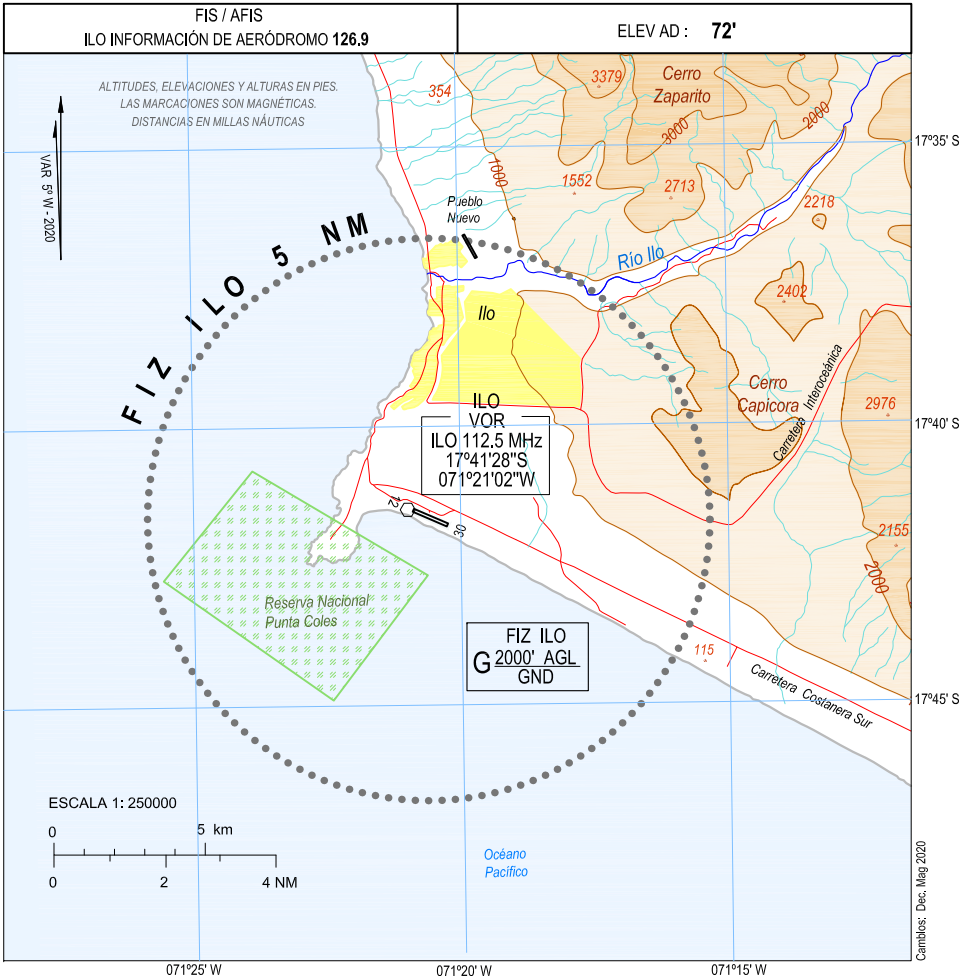 FIS / AFIS
ILO INFORMACIÓN DE AERÓDROMO 126.9
ELEV AD : 72'
ALTITUDES, ELEVACIONES Y ALTURAS EN PIES.
LAS MARCACIONES SON MAGNÉTICAS.
DISTANCIAS EN MILLAS NÁUTICAS
VAR 5º W - 2020
354
3379
Cerro
Zaparito
3000
2000
1000
1552
2713
2218
17º35' S
Pueblo
Nuevo
FIZ ILO 5 NM
Río Ilo
Ilo
2402
Cerro
Capicora
Carretera Interoceánica
2976
17º40' S
ILO
VOR
ILO 112.5 MHz
17º41'28"S
071º21'02"W
12
30
2155
2000
Reserva Nacional
Punta Coles
FIZ ILO
G 2000' AGL
GND
115
Carretera Costanera Sur
17º45' S
ESCALA 1: 250000
0 5 km
0 2 4 NM
Océano
Pacífico
Cambios: Dec. Mag 2020
071º25' W
071º20' W
071º15' W